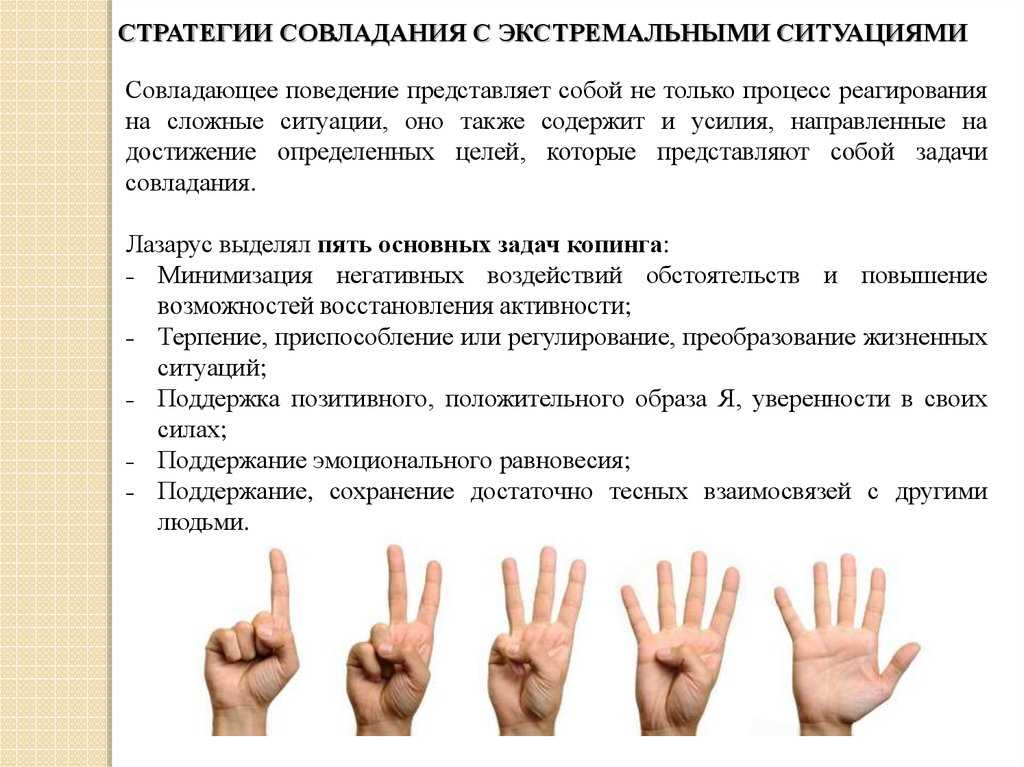 СТРАТЕГИИ СОВЛАДАНИЯ С ЭКСТРЕМАЛЬНЫМИ СИТУАЦИЯМИ
Совладающее поведение представляет собой не только процесс реагирования
на сложные ситуации, оно также содержит и усилия, направленные на
достижение определенных целей, которые представляют собой задачи
совладания.
Лазарус выделял пять основных задач копинга:
- Минимизация негативных воздействий обстоятельств и повышение
возможностей восстановления активности;
- Терпение, приспособление или регулирование, преобразование жизненных
ситуаций;
- Поддержка позитивного, положительного образа Я, уверенности в своих
силах;
- Поддержание эмоционального равновесия;
- Поддержание, сохранение достаточно тесных взаимосвязей с другими
людьми.